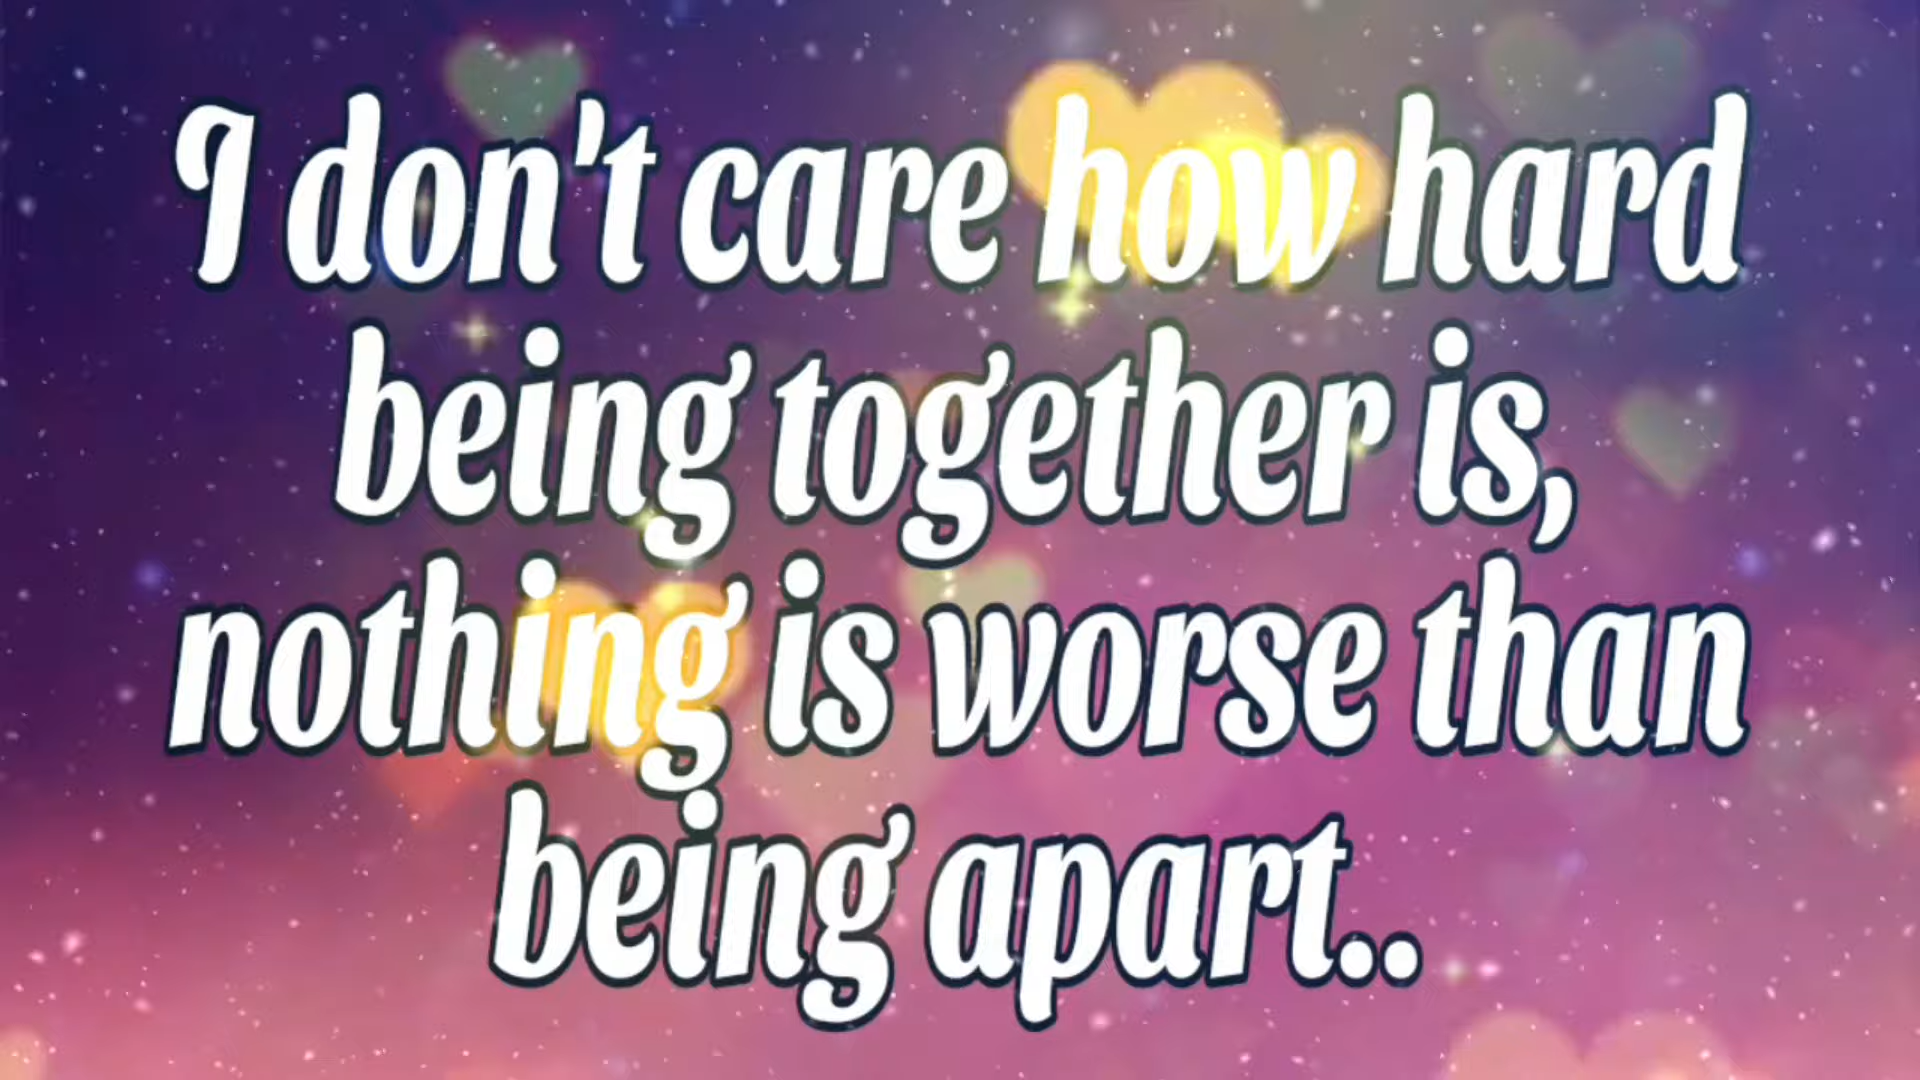 I don't care how hard
being together is,
nothing is worse than
being apart..